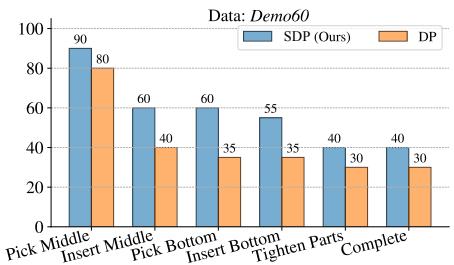 Data: Demo60
SDP (Ours)
DP
100
80
60
40
20
0
90
80
60
40
60
35
55
35
40
30
40
30
Pick Middle
Insert Middle
Pick Bottom
Insert Bottom
Tighten Parts
Complete